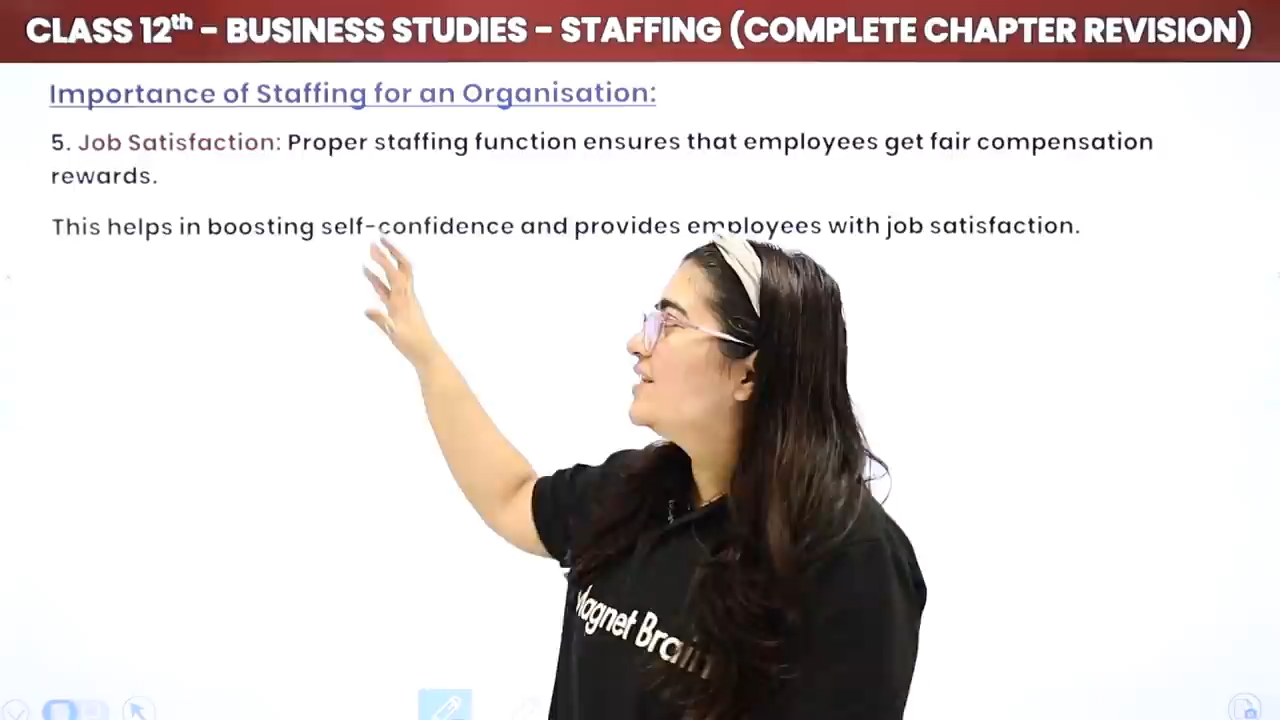 CLASS 12th - BUSINESS STUDIES - STAFFING (COMPLETE CHAPTER REVISION)
Importance of Staffing for an Organisation:
5. Job Satisfaction: Proper staffing function ensures that employees get fair compensation
rewards.
This helps in boosting self-confidence and provides employees with job satisfaction.
Magnet Brain